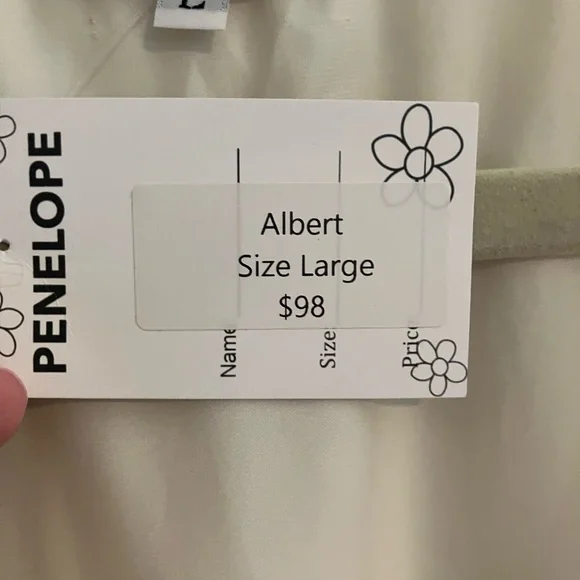 L
PENELOPE
Albert
Size Large
$98
Name
Size:
Price